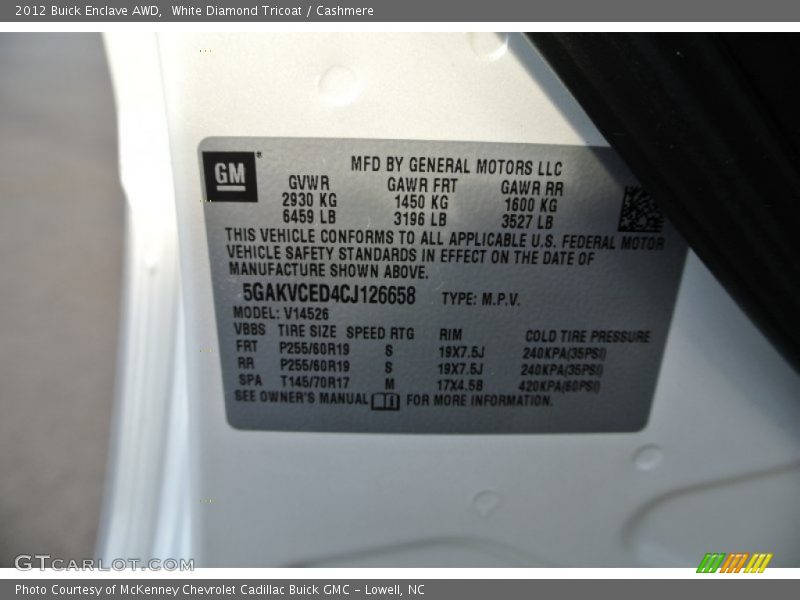 2012 Buick Enclave AWD,  White Diamond Tricoat / Cashmere
GM
MFD BY GENERAL MOTORS LLC
GVWR GAWR FRT GAWR RR
2930 KG 1450 KG 1600 KG
6459 LB 3196 LB 3527 LB
THIS VEHICLE CONFORMS TO ALL APPLICABLE U.S. FEDERAL MOTOR
VEHICLE SAFETY STANDARDS IN EFFECT ON THE DATE OF
MANUFACTURE SHOWN ABOVE.
5GAKVCED4CJ126658 TYPE: M.P.V.
MODEL: V14526
VBBS TIRE SIZE SPEED RTG RIM COLD TIRE PRESSURE
FRT P255/60R19 S 19X7.5J 240KPA(35PSI)
RR P255/60R19 S 19X7.5J 240KPA(35PSI)
SPA T145/70R17 M 17X4.5B 420KPA(60PSI)
SEE OWNER'S MANUAL FOR MORE INFORMATION.
GTCARLOT.COM
Photo Courtesy of McKenney Chevrolet Cadillac Buick GMC – Lowell, NC